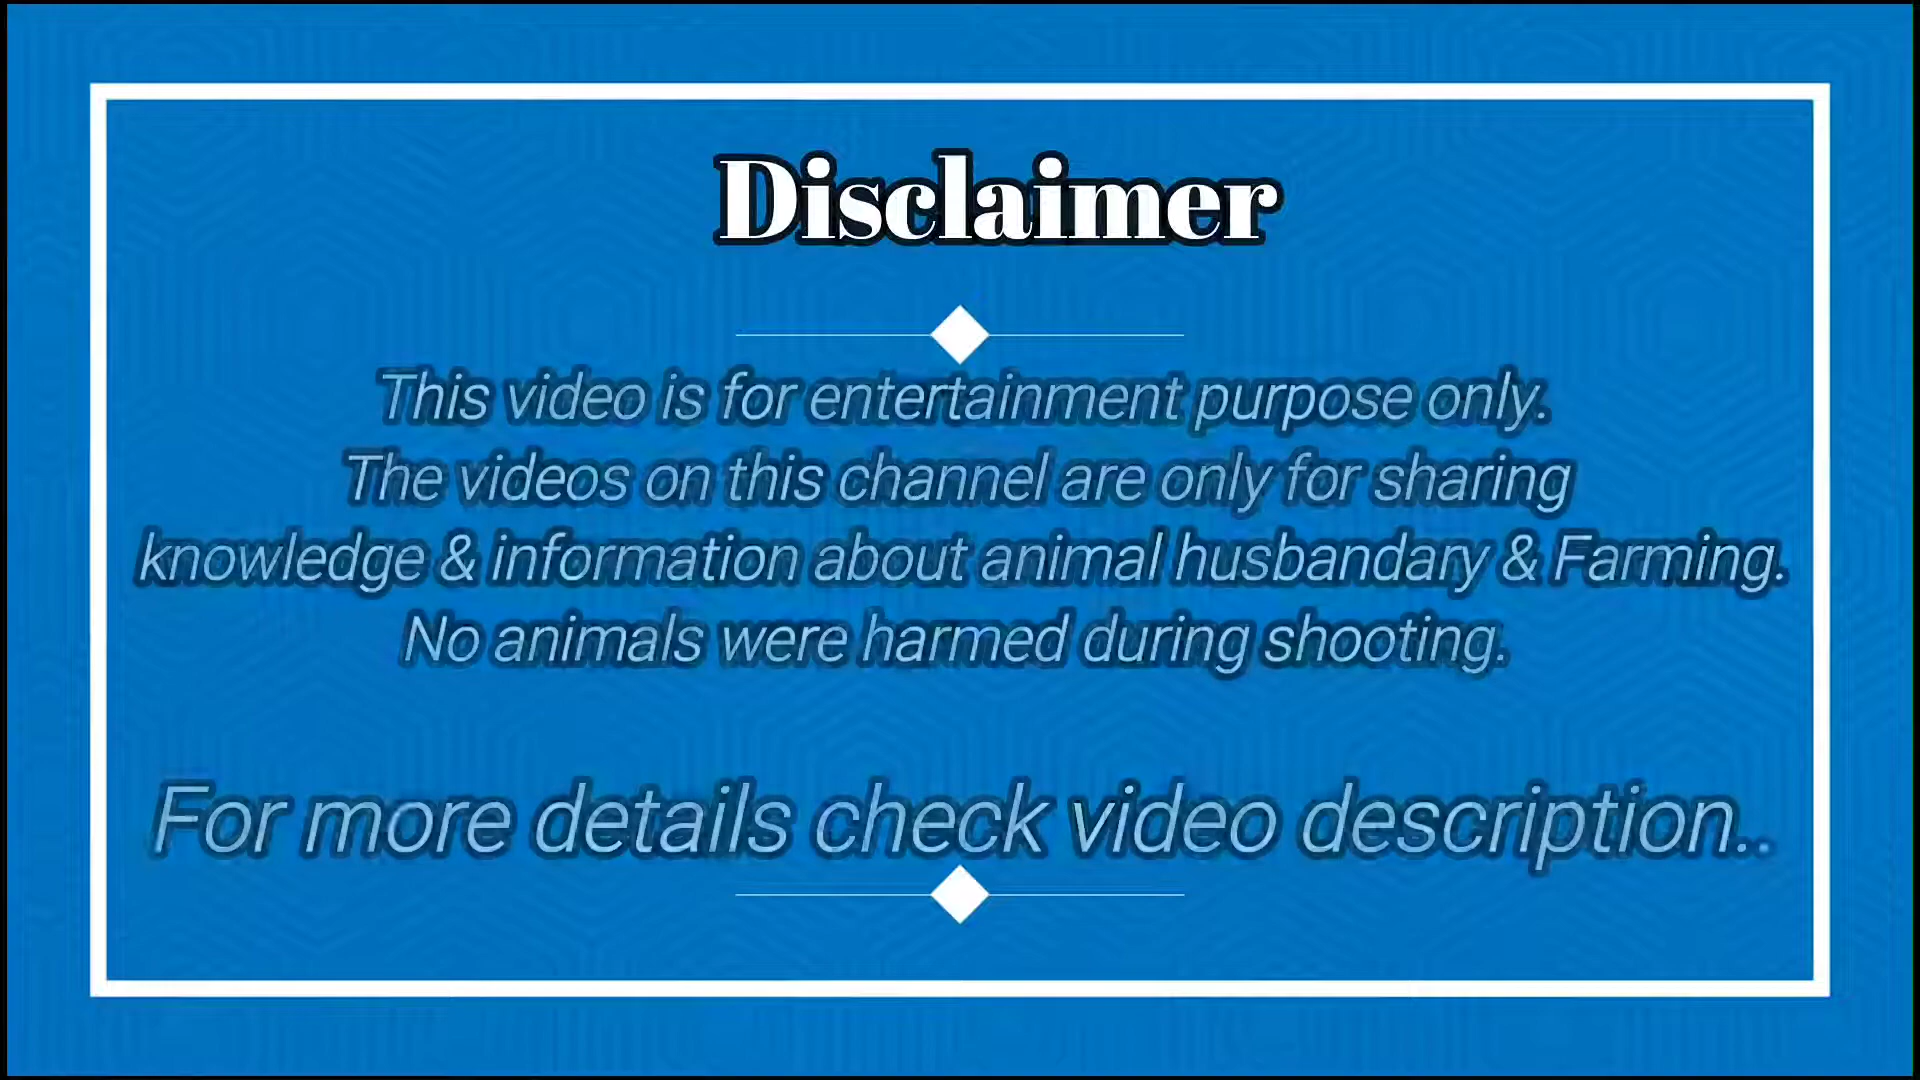 Disclaimer
This video is for entertainment purpose only.
The videos on this channel are only for sharing
knowledge & information about animal husbandary & Farming.
No animals were harmed during shooting.
For more details check video description..